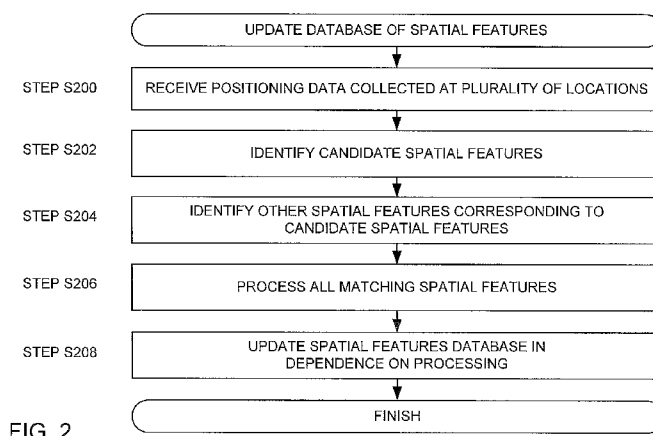 UPDATE DATABASE OF SPATIAL FEATURES
STEP S200
RECEIVE POSITIONING DATA COLLECTED AT PLURALITY OF LOCATIONS
STEP S202
IDENTIFY CANDIDATE SPATIAL FEATURES
STEP S204
IDENTIFY OTHER SPATIAL FEATURES CORRESPONDING TO
CANDIDATE SPATIAL FEATURES
STEP S206
PROCESS ALL MATCHING SPATIAL FEATURES
STEP S208
UPDATE SPATIAL FEATURES DATABASE IN
DEPENDENCE ON PROCESSING
FINISH
FIG. 2